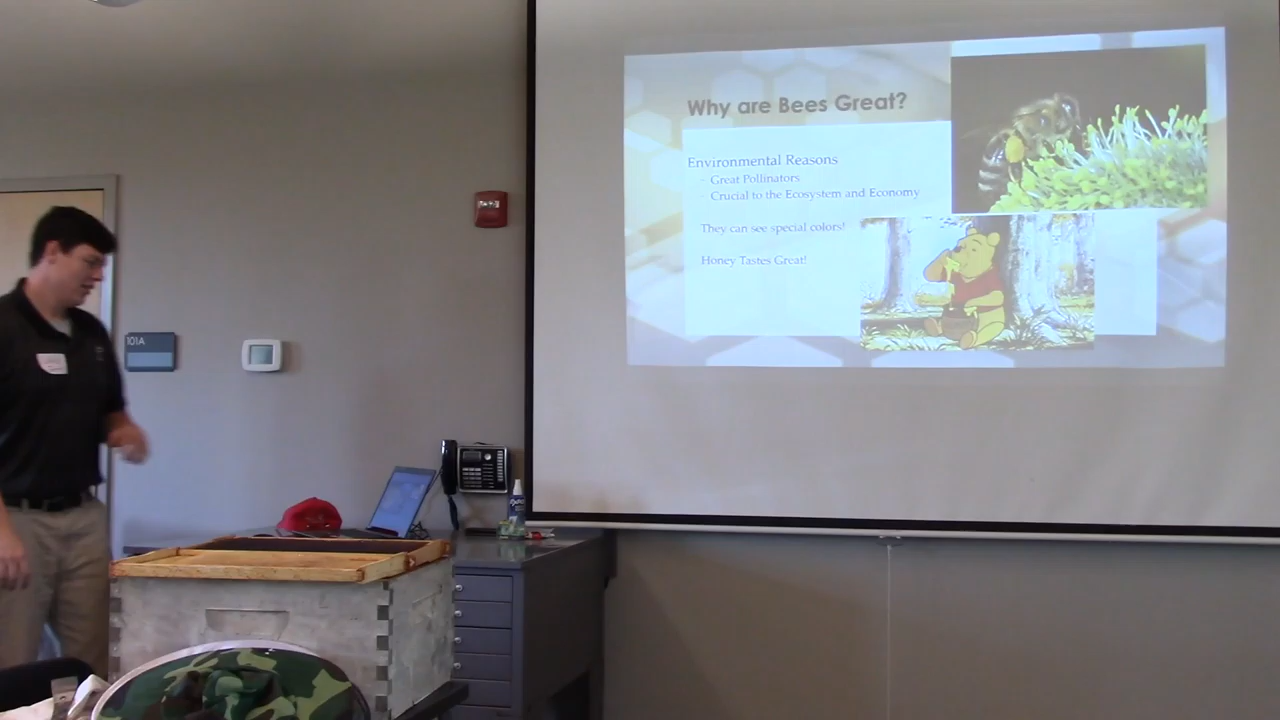 Why are Bees Great?
Environmental Reasons
- Great Pollinators
- Crucial to the Ecosystem and Economy
They can see special colors!
Honey Tastes Great!
101A